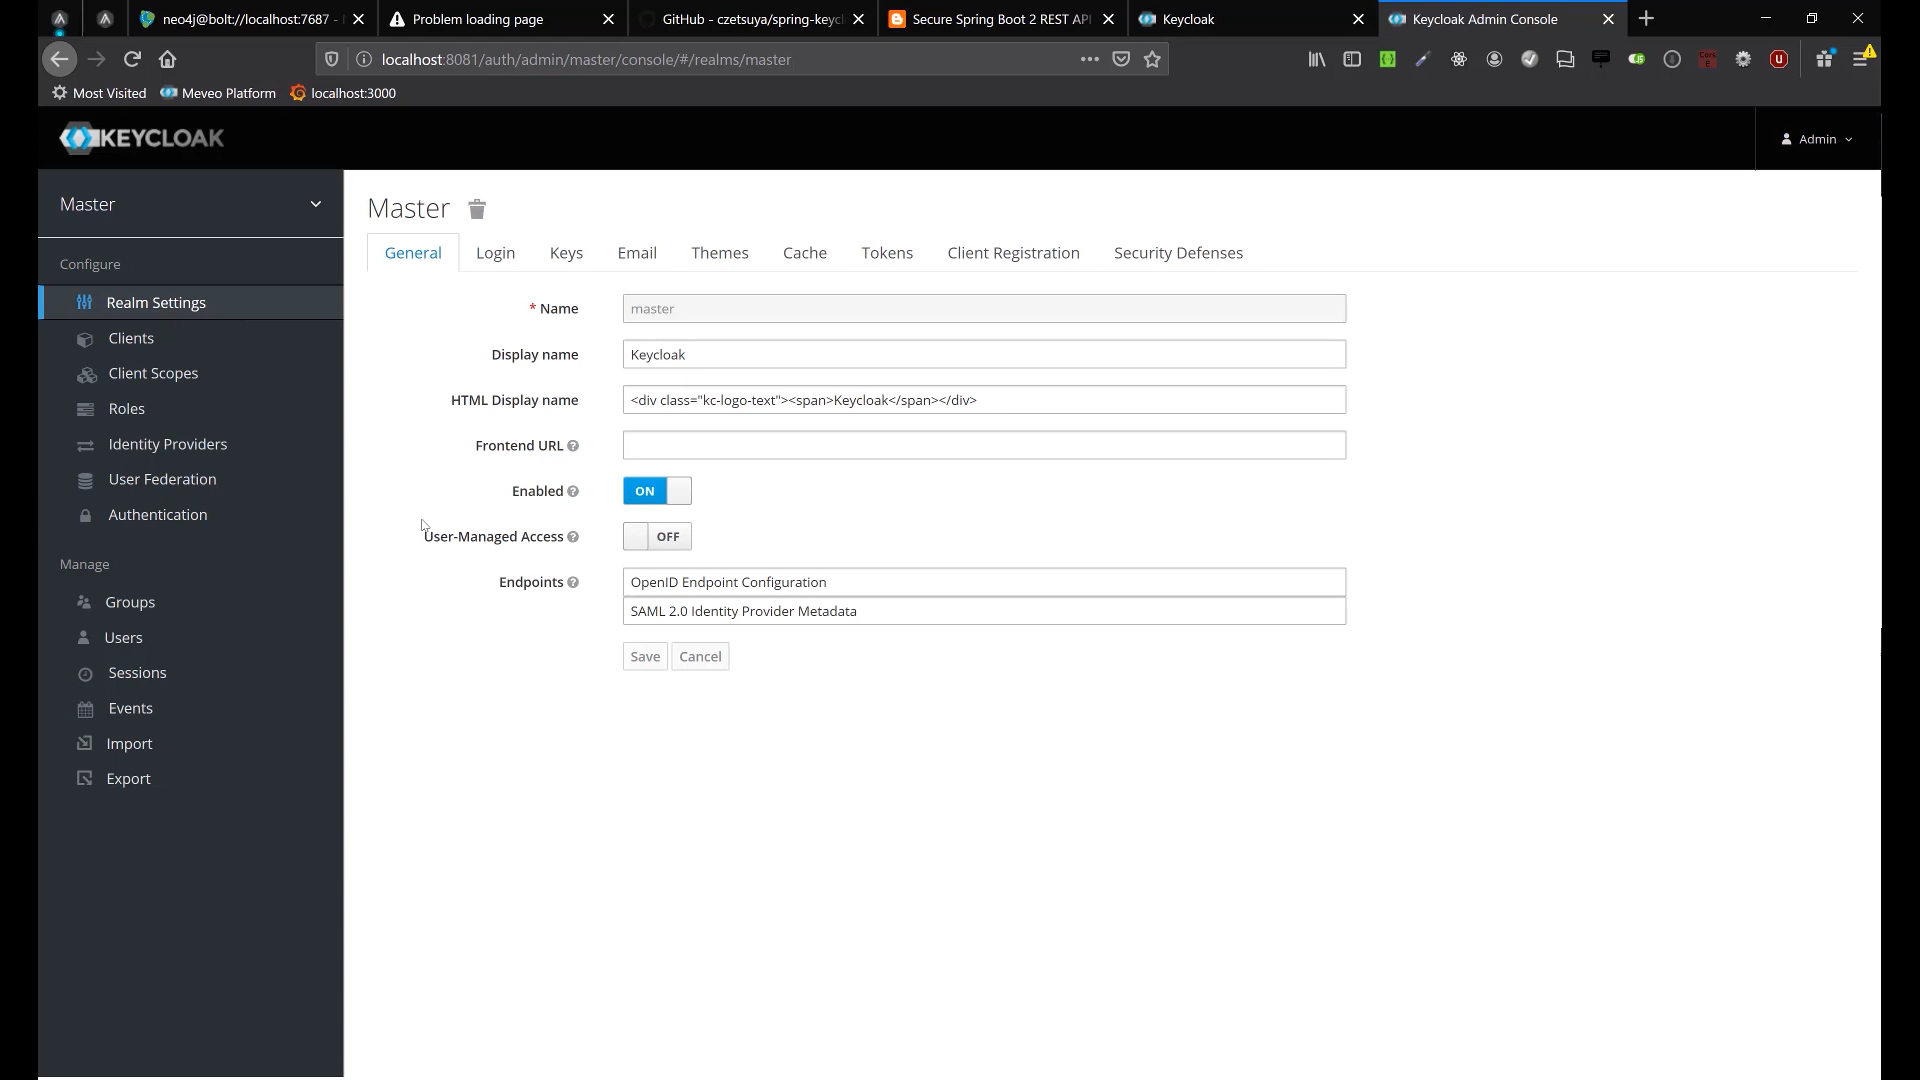 neo4j@bolt://localhost:7687 -
Problem loading page
GitHub - czetsuya/spring-keycl
Secure Spring Boot 2 REST API
Keycloak
Keycloak Admin Console
localhost:8081/auth/admin/master/console/#/realms/master
Most Visited
Meveo Platform
localhost:3000
KEYCLOAK
Admin
Master
Configure
Realm Settings
Clients
Client Scopes
Roles
Identity Providers
User Federation
Authentication
Manage
Groups
Users
Sessions
Events
Import
Export
Master
General
Login
Keys
Email
Themes
Cache
Tokens
Client Registration
Security Defenses
* Name
master
Display name
Keycloak
HTML Display name
<div class="kc-logo-text"><span>Keycloak</span></div>
Frontend URL
Enabled
ON
User-Managed Access
OFF
Endpoints
OpenID Endpoint Configuration
SAML 2.0 Identity Provider Metadata
Save
Cancel